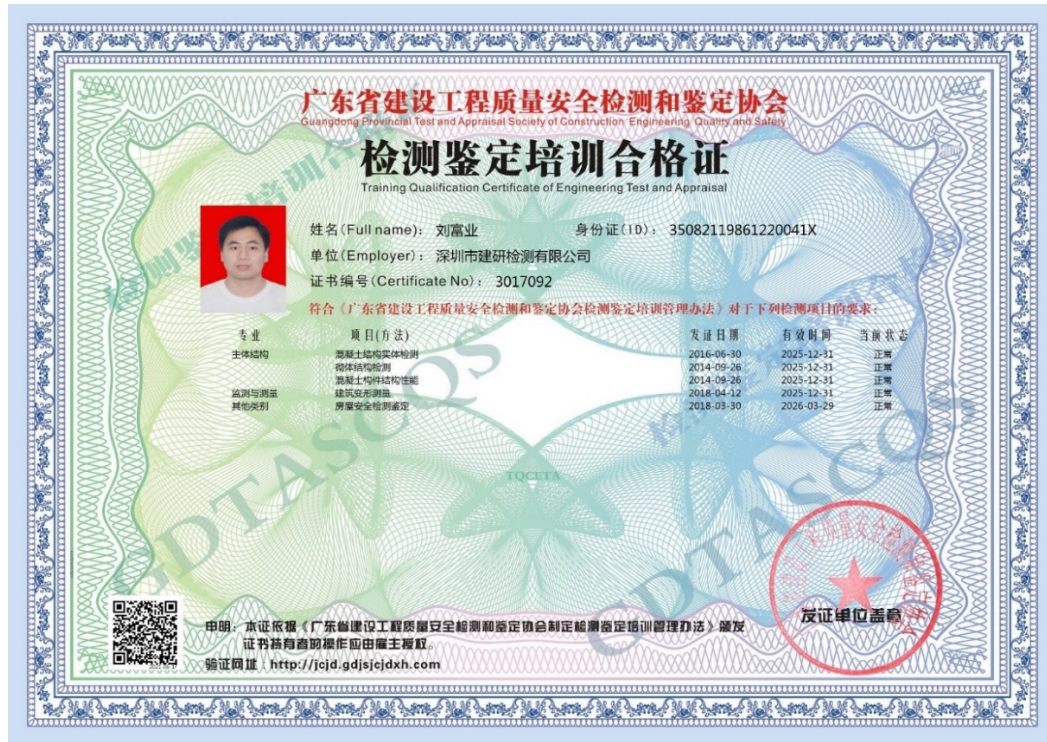 广东省建设工程质量安全检测和鉴定协会
Guangdong Provincial Test and Appraisal Society of Construction Engineering Quality and Safety
检测鉴定培训合格证
Training Qualification Certificate of Engineering Test and Appraisal
姓名(Full name): 刘富业 身份证(ID): 35082119861220041X
单位(Employer): 深圳市建研检测有限公司
证书编号(Certificate No): 3017092
符合《广东省建设工程质量安全检测和鉴定协会检测鉴定培训管理办法》对于下列检测项目的要求:
专业 项目(方法) 发证日期 有效时间 当前状态
主体结构 混凝土结构实体检测 2016-06-30 2025-12-31 正常
砌体结构检测 2014-09-26 2025-12-31 正常
混凝土构件结构性能 2014-09-26 2025-12-31 正常
监测与测量 建筑变形测量 2018-04-12 2025-12-31 正常
其他类别 房屋安全检测鉴定 2018-03-30 2026-03-29 正常
TQCETA
GDTASCQS
GDTASCQS
发证单位盖章
申明: 本证依据《广东省建设工程质量安全检测和鉴定协会制定检测鉴定培训管理办法》颁发
证书持有者的操作应由雇主授权。
验证网址: http://jcjd.gdjsjcjdxh.com